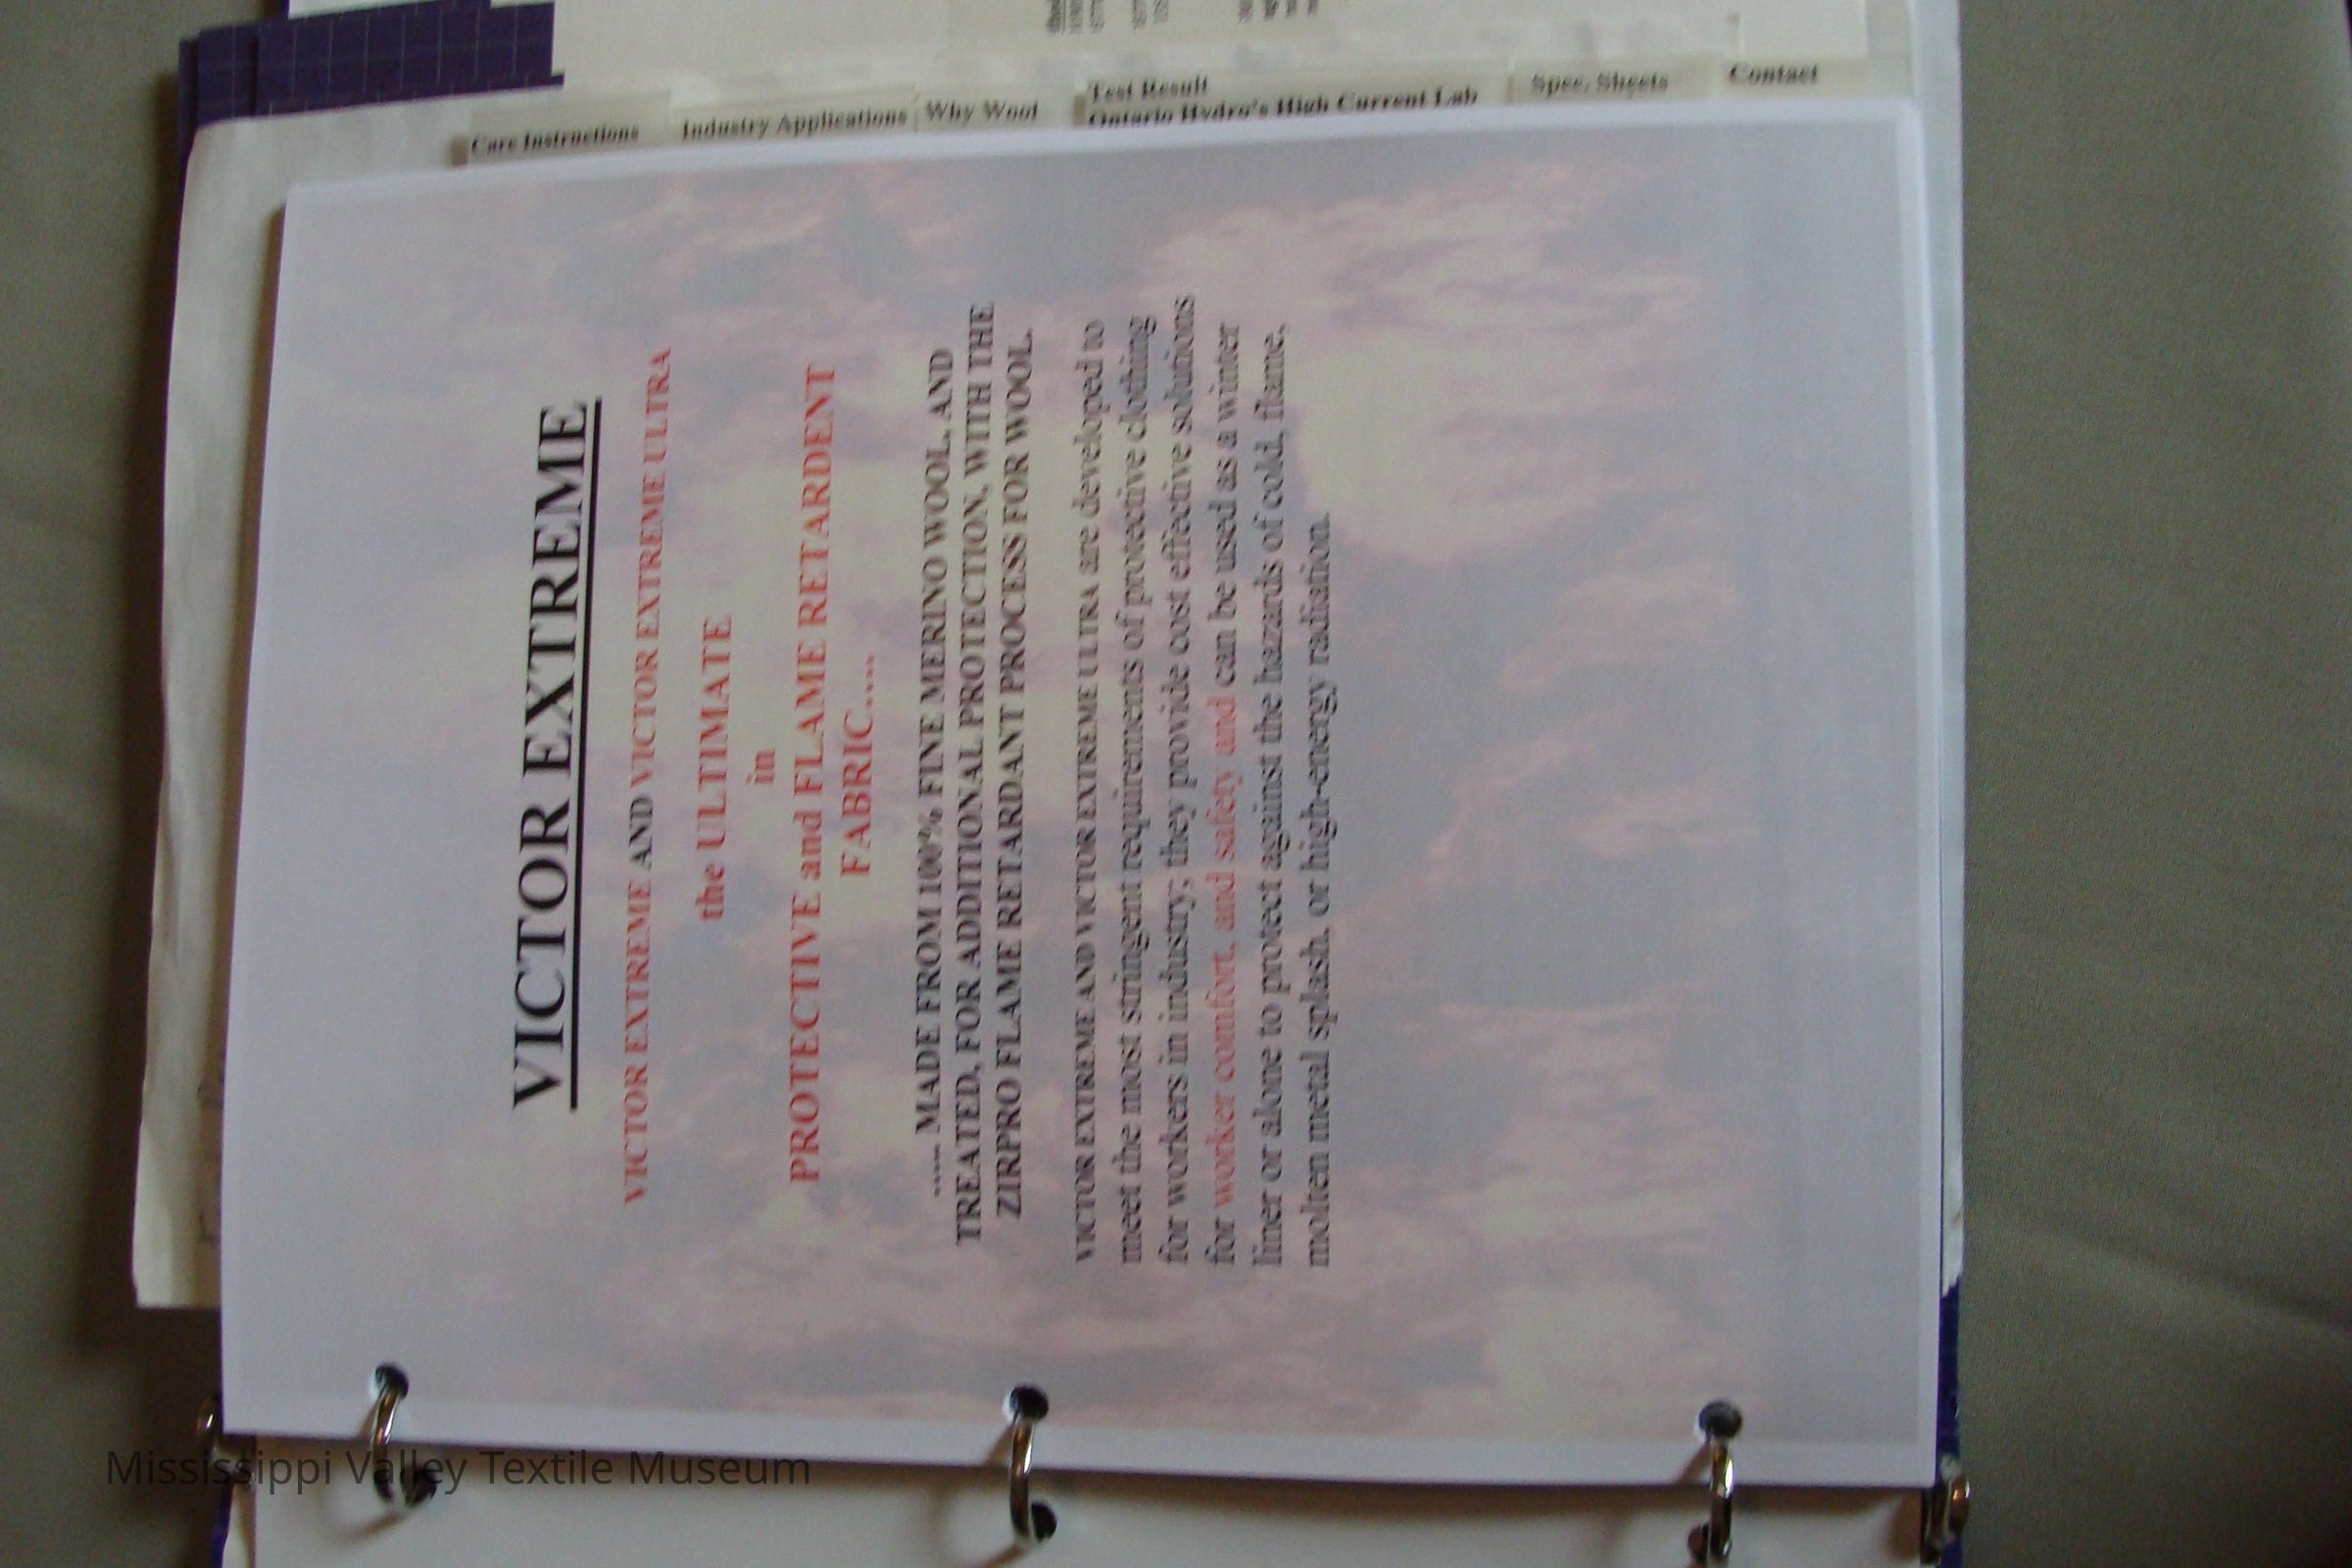 Care Instructions
Industry Applications
Why Wool
Test Result
Ontario Hydro's High Current Lab
Spec. Sheets
Contact
VICTOR EXTREME
VICTOR EXTREME AND VICTOR EXTREME ULTRA
the ULTIMATE
in
PROTECTIVE and FLAME RETARDENT
FABRIC....
..... MADE FROM 100% FINE MERINO WOOL, AND
TREATED, FOR ADDITIONAL PROTECTION, WITH THE
ZIRPRO FLAME RETARDANT PROCESS FOR WOOL.
VICTOR EXTREME AND VICTOR EXTREME ULTRA are developed to
meet the most stringent requirements of protective clothing
for workers in industry; they provide cost effective solutions
for worker comfort, and safety and can be used as a winter
liner or alone to protect against the hazards of cold, flame,
molten metal splash, or high-energy radiation.
Mississippi Valley Textile Museum